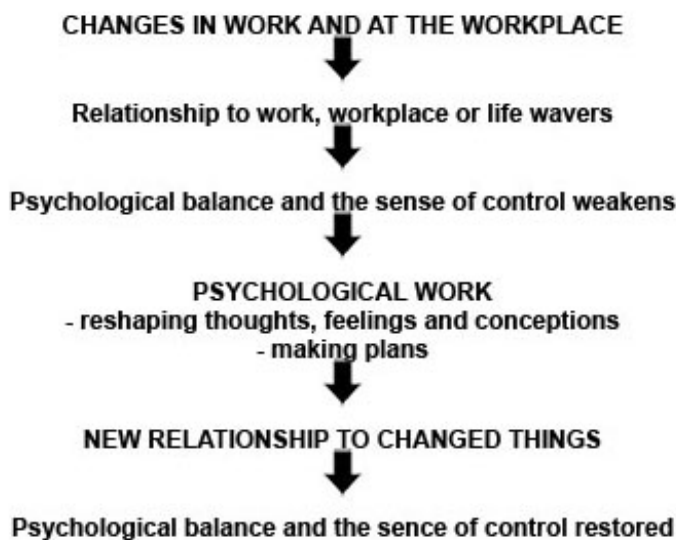 CHANGES IN WORK AND AT THE WORKPLACE
Relationship to work, workplace or life wavers
Psychological balance and the sense of control weakens
PSYCHOLOGICAL WORK
- reshaping thoughts, feelings and conceptions
- making plans
NEW RELATIONSHIP TO CHANGED THINGS
Psychological balance and the sence of control restored